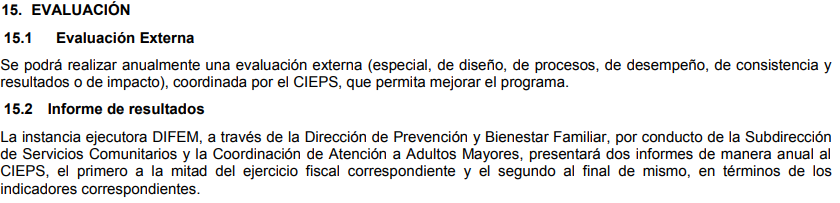 15. EVALUACIÓN
15.1 Evaluación Externa
Se podrá realizar anualmente una evaluación externa (especial, de diseño, de procesos, de desempeño, de consistencia y
resultados o de impacto), coordinada por el CIEPS, que permita mejorar el programa.
15.2 Informe de resultados
La instancia ejecutora DIFEM, a través de la Dirección de Prevención y Bienestar Familiar, por conducto de la Subdirección
de Servicios Comunitarios y la Coordinación de Atención a Adultos Mayores, presentará dos informes de manera anual al
CIEPS, el primero a la mitad del ejercicio fiscal correspondiente y el segundo al final de mismo, en términos de los
indicadores correspondientes.